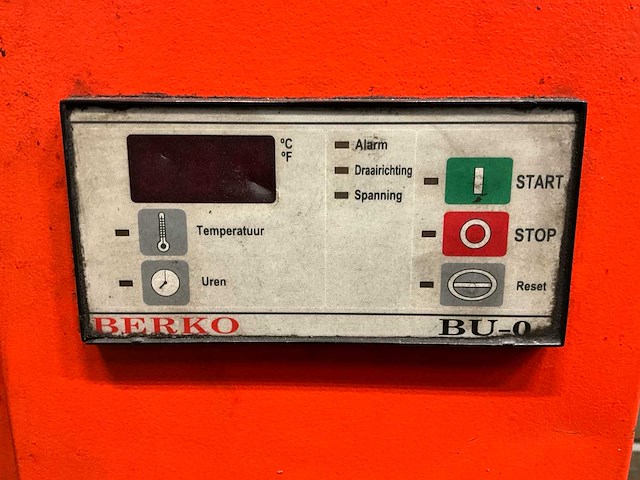 °C
°F
Alarm
Draairichting
Spanning
START
Temperatuur
STOP
Uren
Reset
BERKO
BU-0